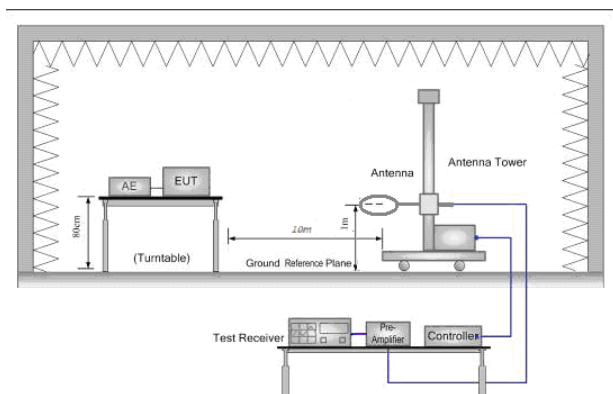 Antenna
Antenna Tower
AE
EUT
80cm
10m
1m
(Turntable)
Ground Reference Plane
Test Receiver
Pre-
Amplifier
Controller